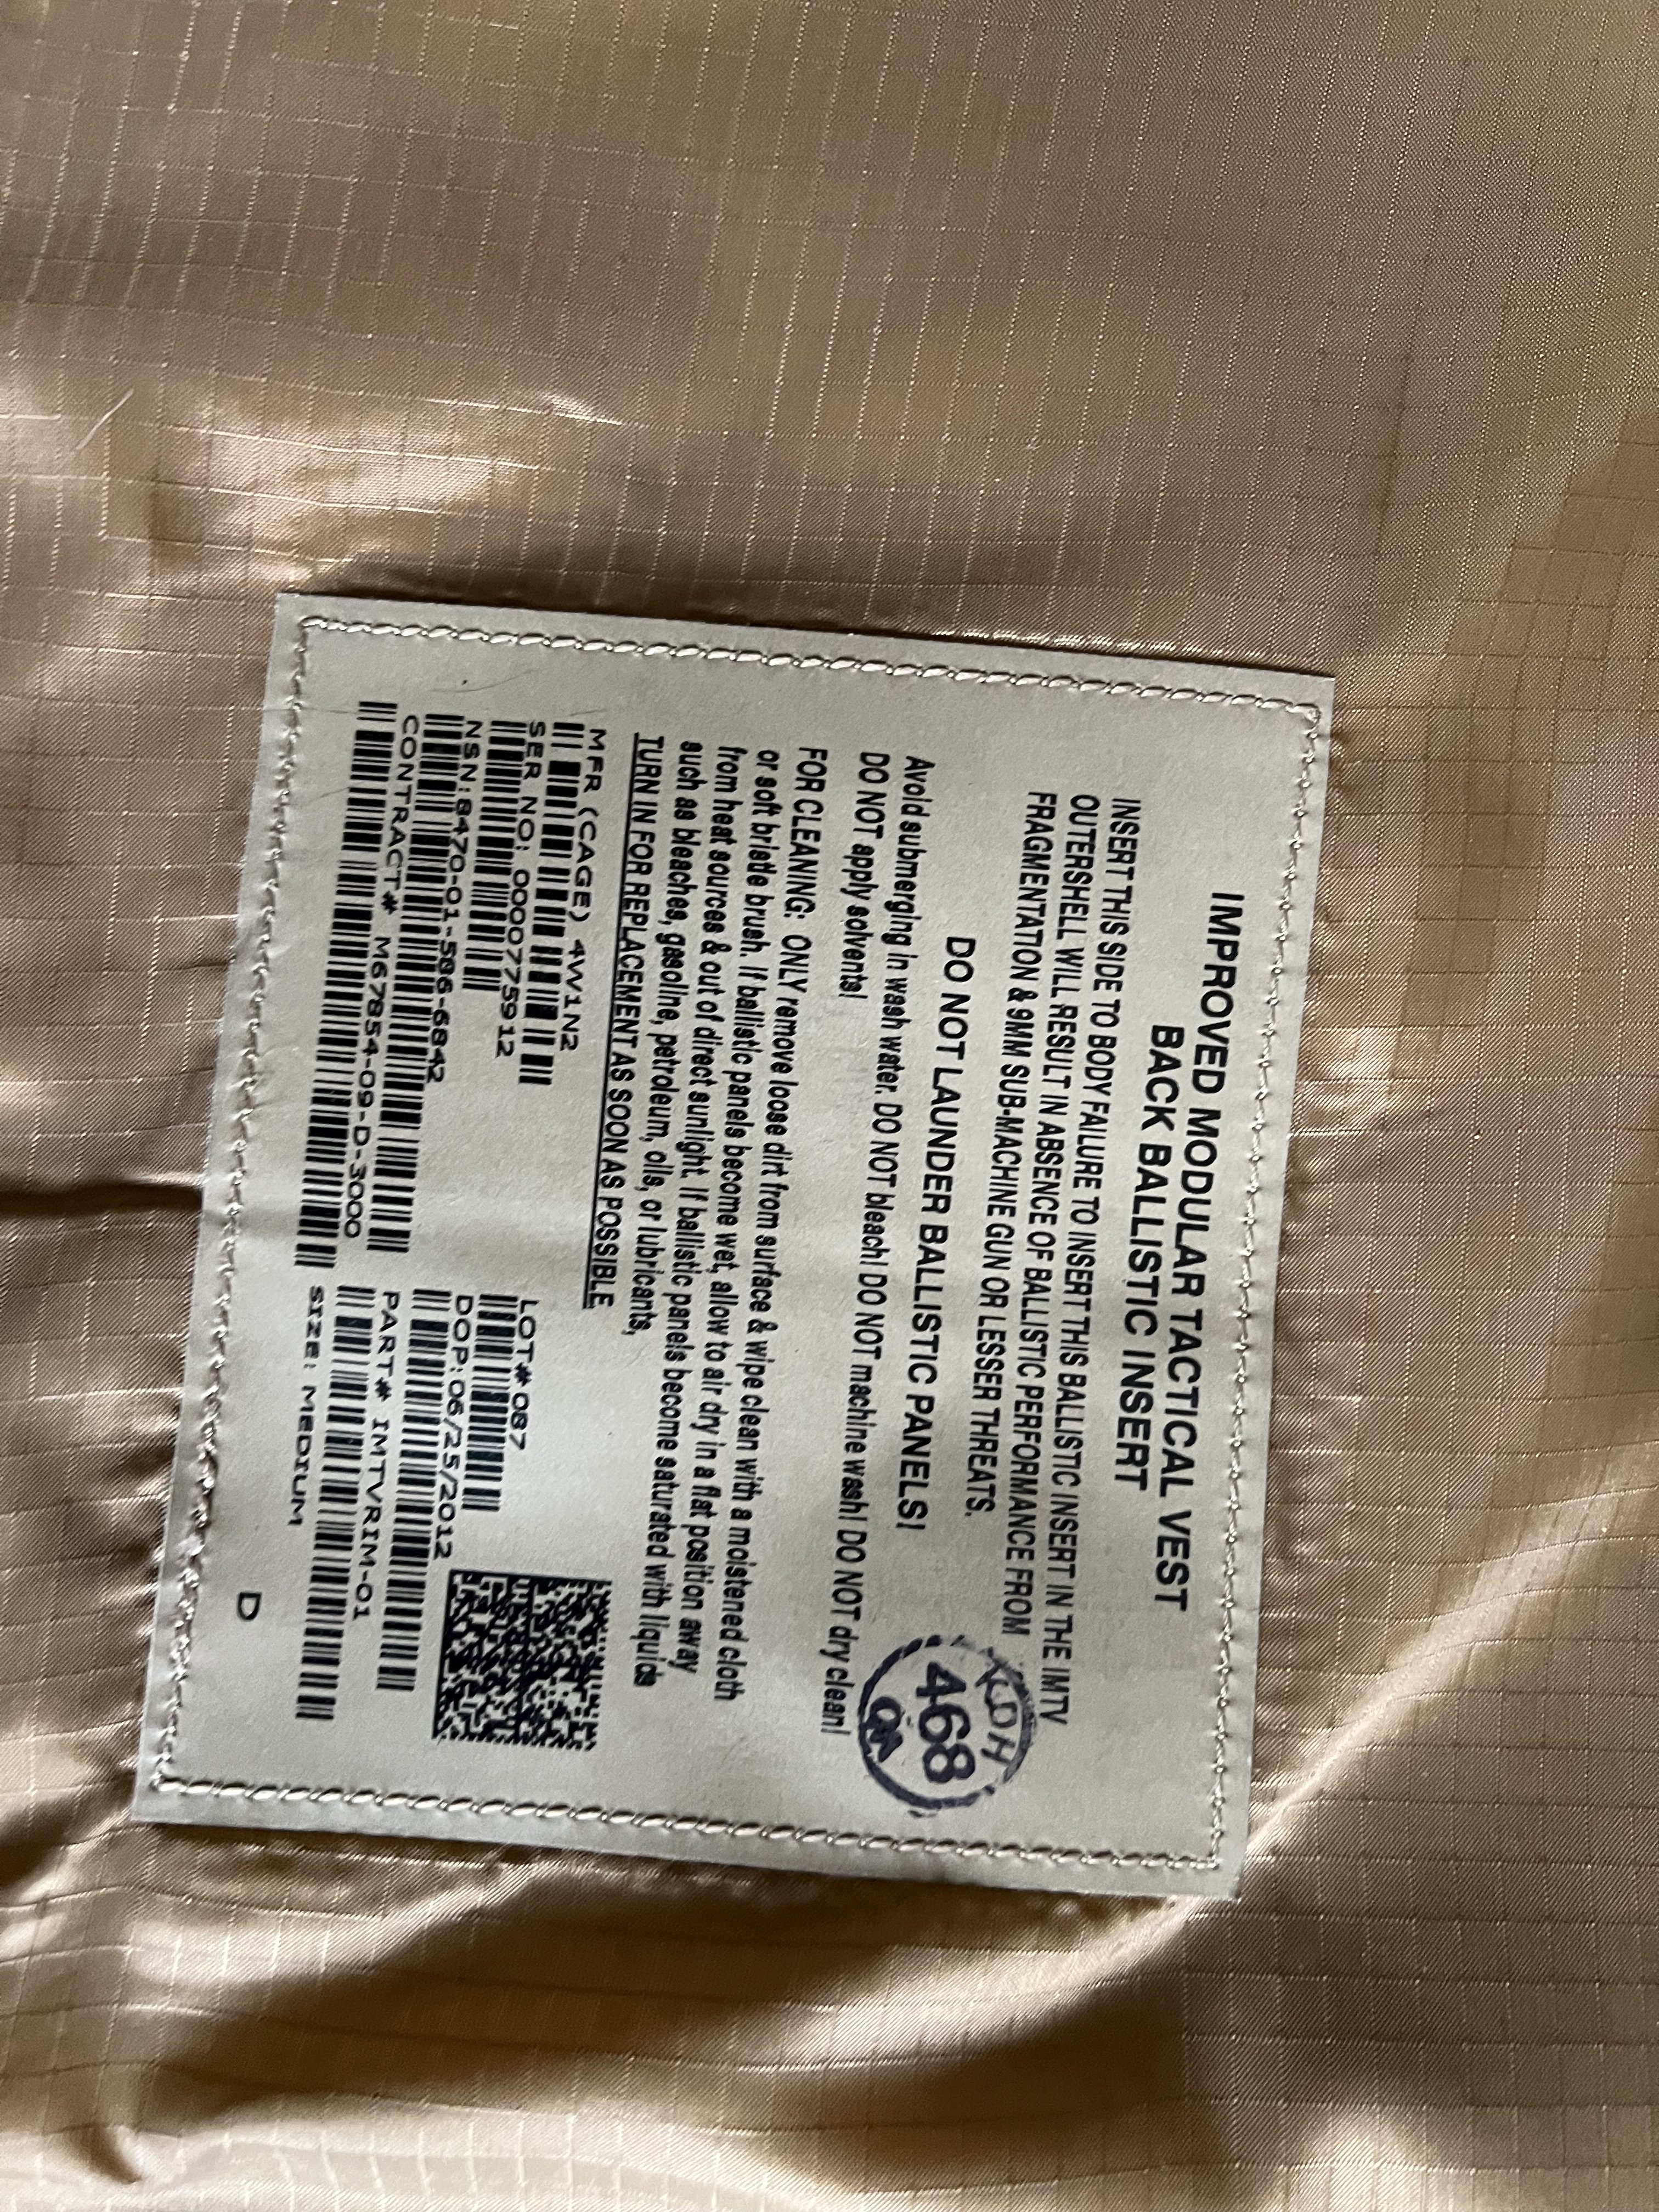 IMPROVED MODULAR TACTICAL VEST
BACK BALLISTIC INSERT
INSERT THIS SIDE TO BODY FAILURE TO INSERT THIS BALLISTIC INSERT IN THE IMTV
OUTERSHELL WILL RESULT IN ABSENCE OF BALLISTIC PERFORMANCE FROM
FRAGMENTATION & 9MM SUB-MACHINE GUN OR LESSER THREATS.
KDH
468
QA
DO NOT LAUNDER BALLISTIC PANELS!
Avoid submerging in wash water. DO NOT bleach! DO NOT machine wash! DO NOT dry clean!
DO NOT apply solvents!
FOR CLEANING: ONLY remove loose dirt from surface & wipe clean with a moistened cloth
or soft bristle brush. If ballistic panels become wet, allow to air dry in a flat position away
from heat sources & out of direct sunlight. If ballistic panels become saturated with liquids
such as bleaches, gasoline, petroleum, oils, or lubricants,
TURN IN FOR REPLACEMENT AS SOON AS POSSIBLE
MFR (CAGE) 4W1N2
SER NO: 00007775912
NSN:8470-01-586-6842
CONTRACT# M67854-09-D-3000
LOT# 087
DOP:06/25/2012
PART# IMTVRIM-01
SIZE: MEDIUM
D